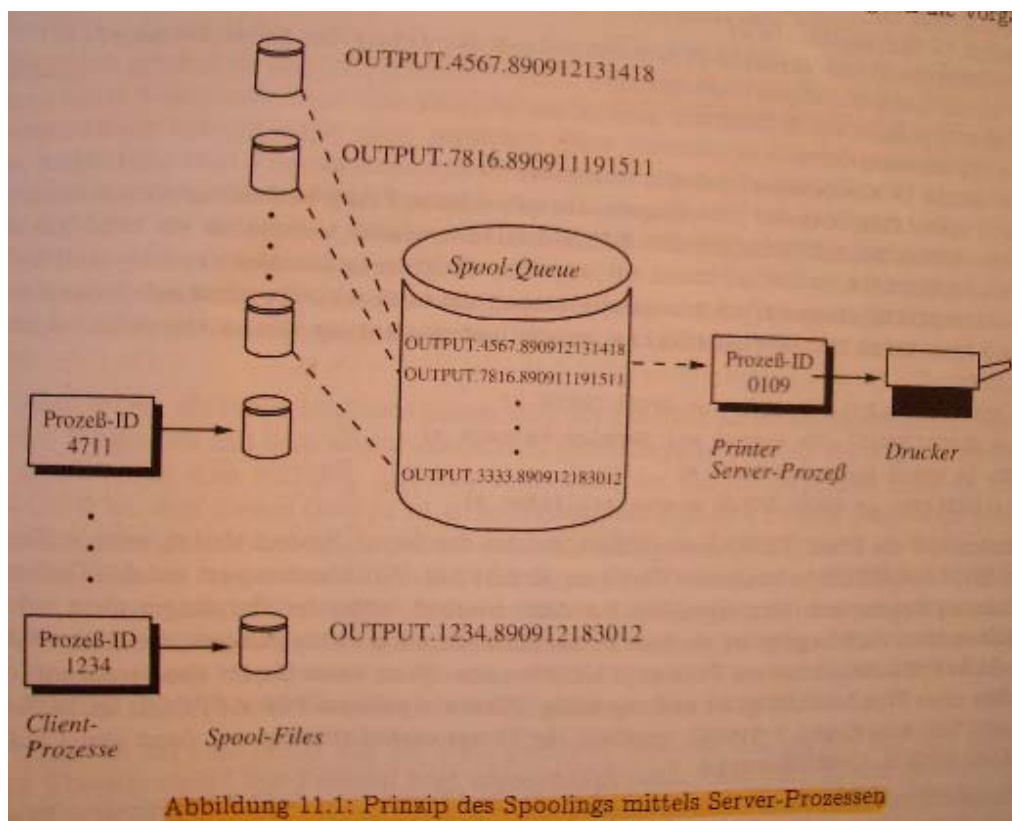 die Vorg
OUTPUT.4567.890912131418
OUTPUT.7816.890911191511
Spool-Queue
OUTPUT.4567.890912131418
OUTPUT.7816.890911191511
OUTPUT.3333.890912183012
Prozeß-ID
0109
Printer
Server-Prozeß
Drucker
Prozeß-ID
4711
Prozeß-ID
1234
OUTPUT.1234.890912183012
Client-
Prozesse
Spool-Files
Abbildung 11.1: Prinzip des Spoolings mittels Server-Prozessen